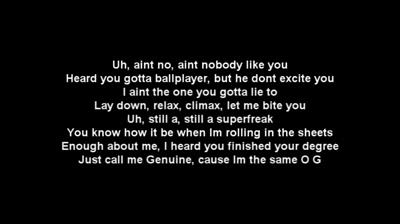 Uh, aint no, aint nobody like you
Heard you gotta ballplayer, but he dont excite you
I aint the one you gotta lie to
Lay down, relax, climax, let me bite you
Uh, still a, still a superfreak
You know how it be when Im rolling in the sheets
Enough about me, I heard you finished your degree
Just call me Genuine, cause Im the same O G